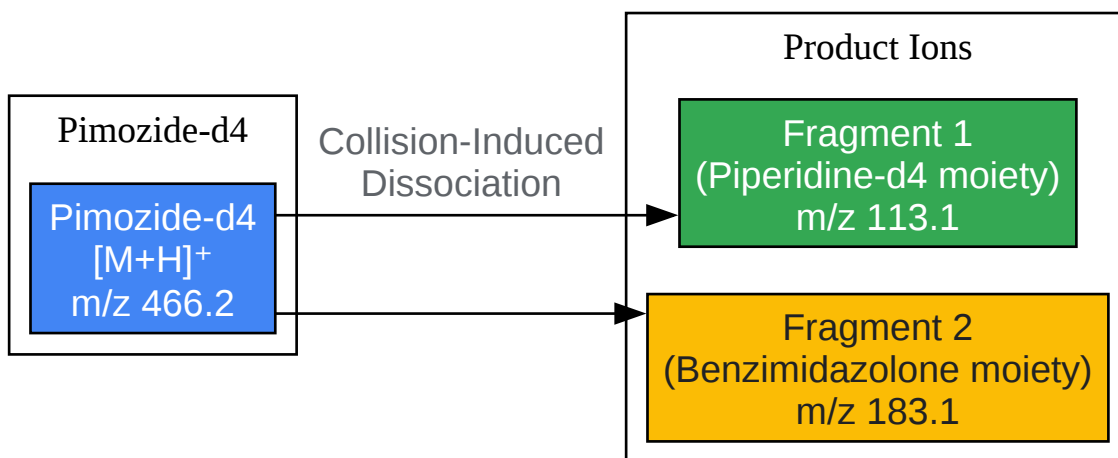 Product Ions
Pimozide-d4
Collision-Induced
Dissociation
Pimozide-d4
[M+H]⁺
m/z 466.2
Fragment 1
(Piperidine-d4 moiety)
m/z 113.1
Fragment 2
(Benzimidazolone moiety)
m/z 183.1